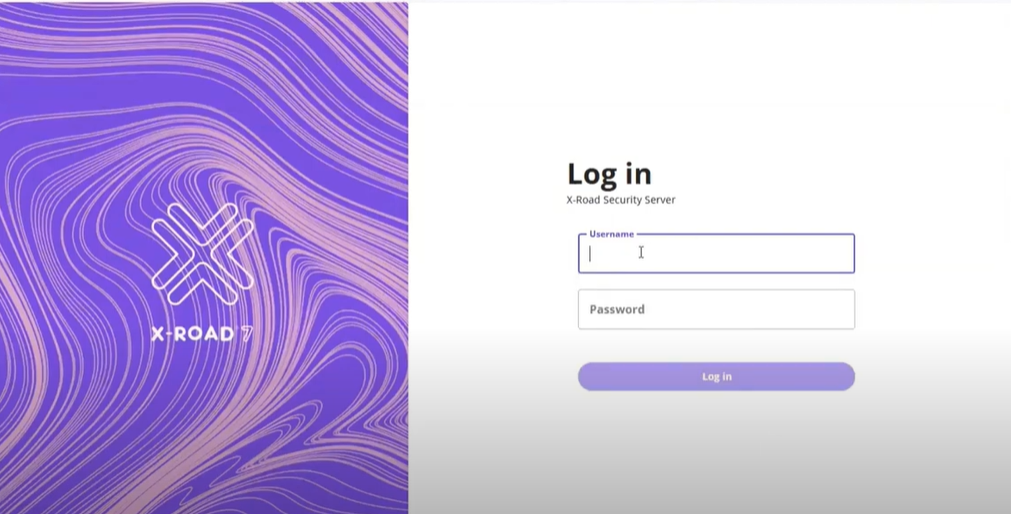 X-ROAD 7
Log in
X-Road Security Server
Username
Password
Log in